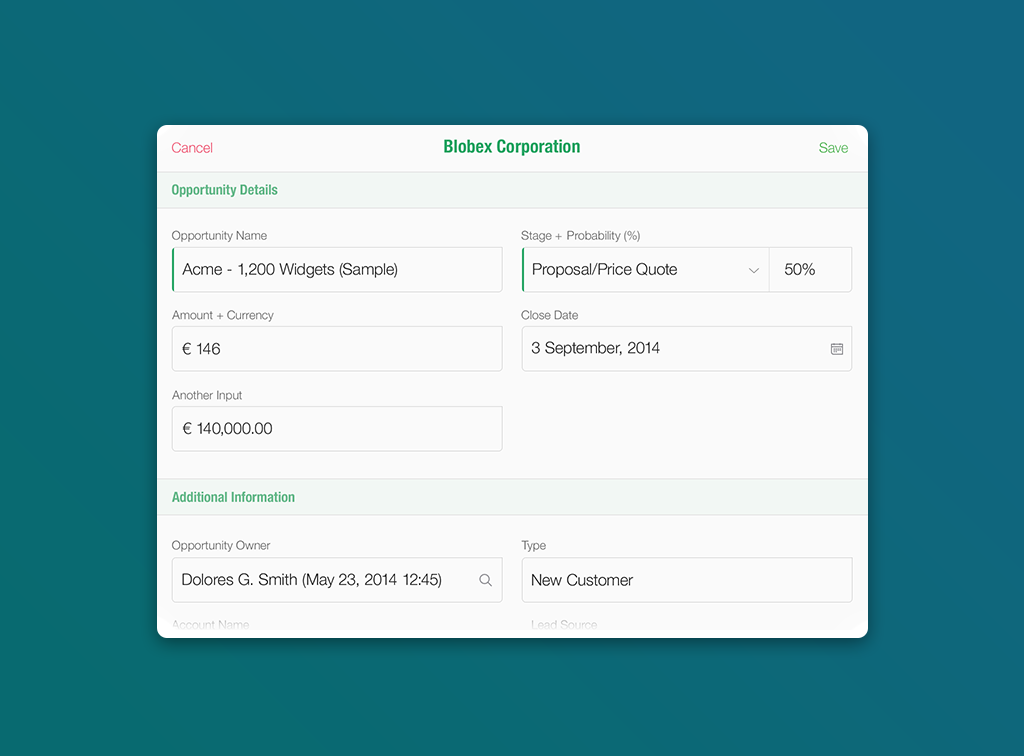 Cancel
Blobex Corporation
Save
Opportunity Details
Opportunity Name
Stage + Probability (%)
Acme - 1,200 Widgets (Sample)
Proposal/Price Quote
50%
Amount + Currency
Close Date
€ 146
3 September, 2014
Another Input
€ 140,000.00
Additional Information
Opportunity Owner
Type
Dolores G. Smith (May 23, 2014 12:45)
New Customer
Account Name
Lead Source